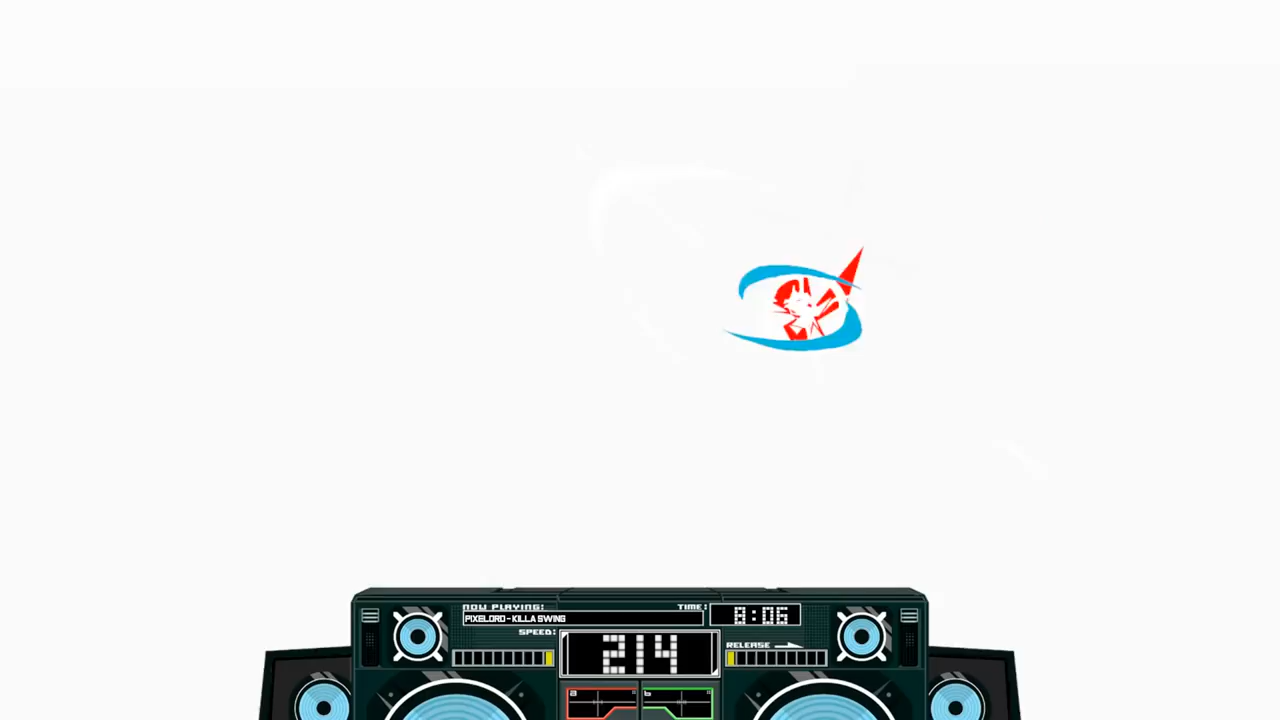 NOW PLAYING:
TIME:
8:06
PIXELORD - KILLA SWING
SPEED:
214
RELEASE
a
b